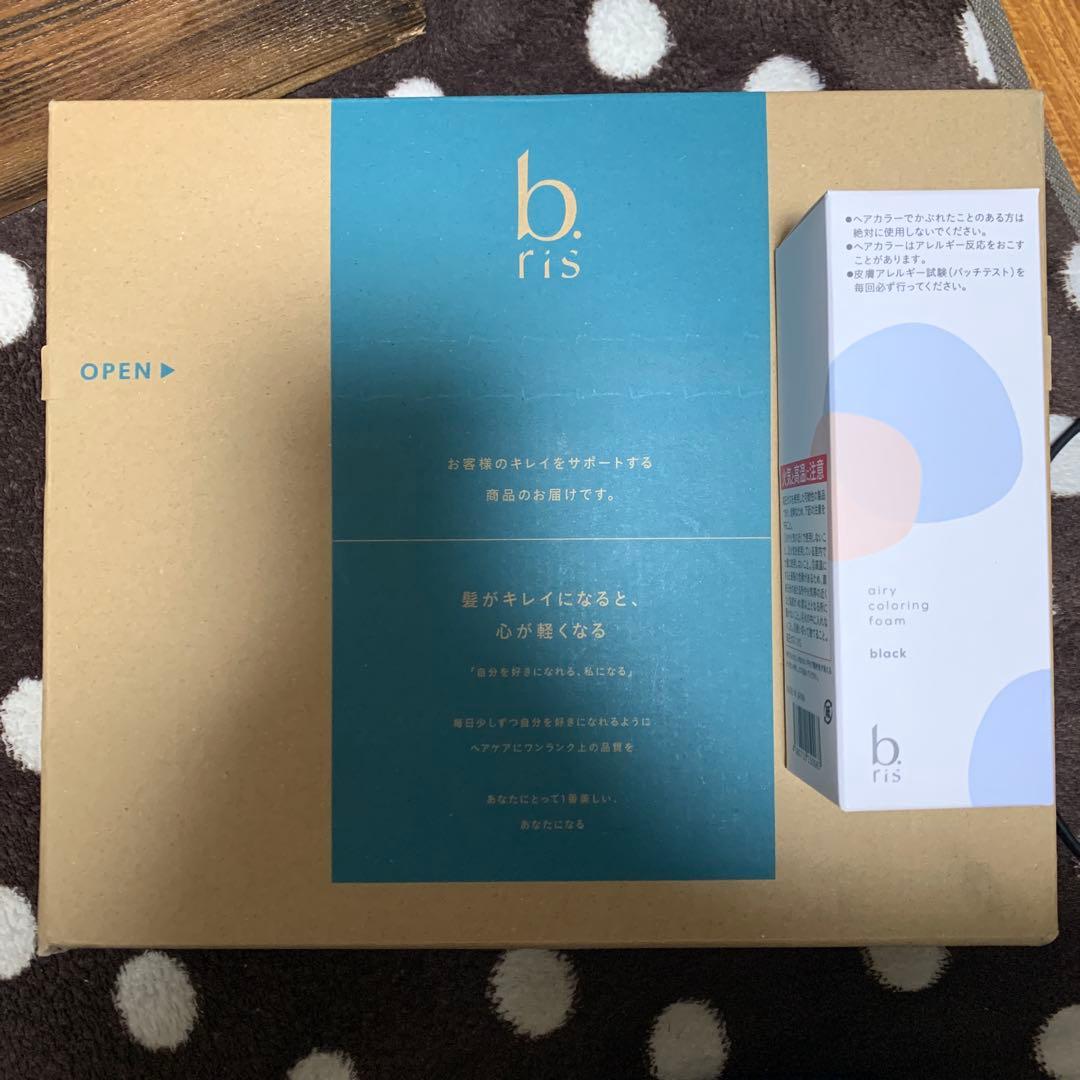 b.
ris
OPEN▶
お客様のキレイをサポートする
商品のお届けです。
髪がキレイになると、
心が軽くなる
「自分を好きになれる、私になる」
毎日少しずつ自分を好きになれるように
ヘアケアにワンランク上の品質を
あなたにとって1番美しい、
あなたになる
●ヘアカラーでかぶれたことのある方は
絶対に使用しないでください。
●ヘアカラーはアレルギー反応をおこす
ことがあります。
●皮膚アレルギー試験（パッチテスト）を
毎回必ず行ってください。
火気と高温に注意
airy
coloring
foam
black
b.
ris